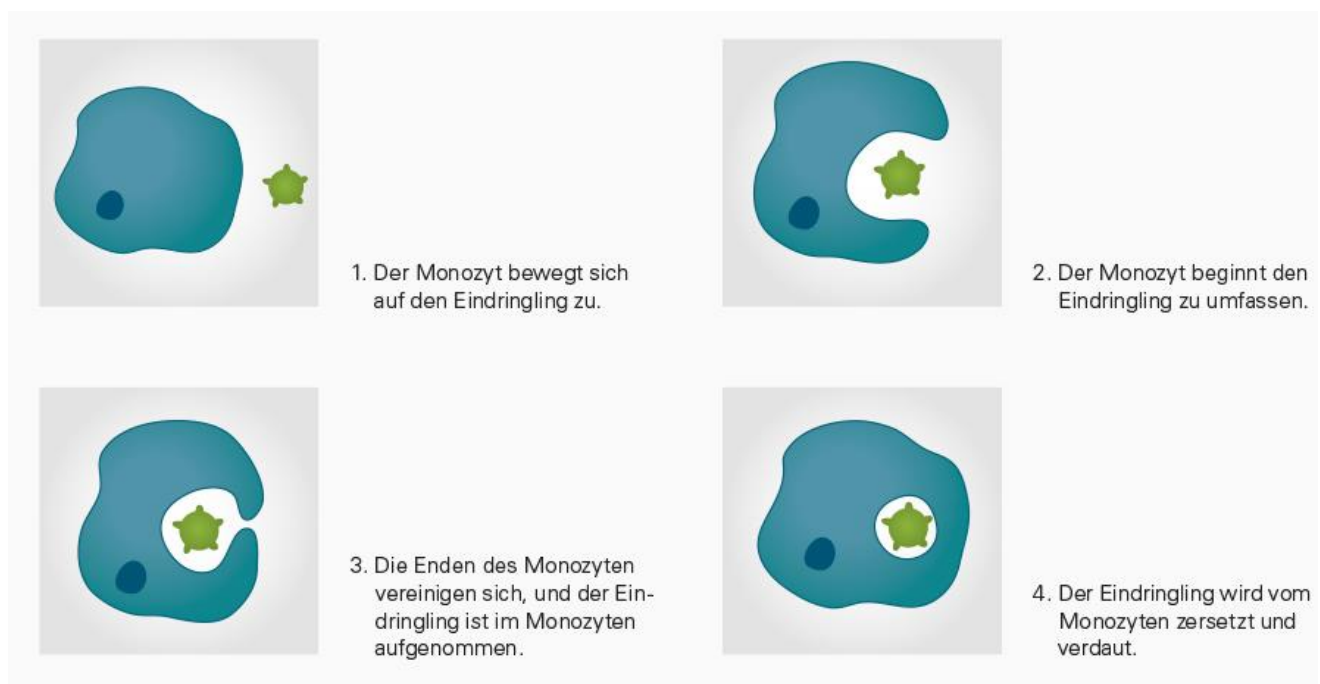 1. Der Monozyt bewegt sich
auf den Eindringling zu.
2. Der Monozyt beginnt den
Eindringling zu umfassen.
3. Die Enden des Monozyten
vereinigen sich, und der Ein-
dringling ist im Monozyten
aufgenommen.
4. Der Eindringling wird vom
Monozyten zersetzt und
verdaut.